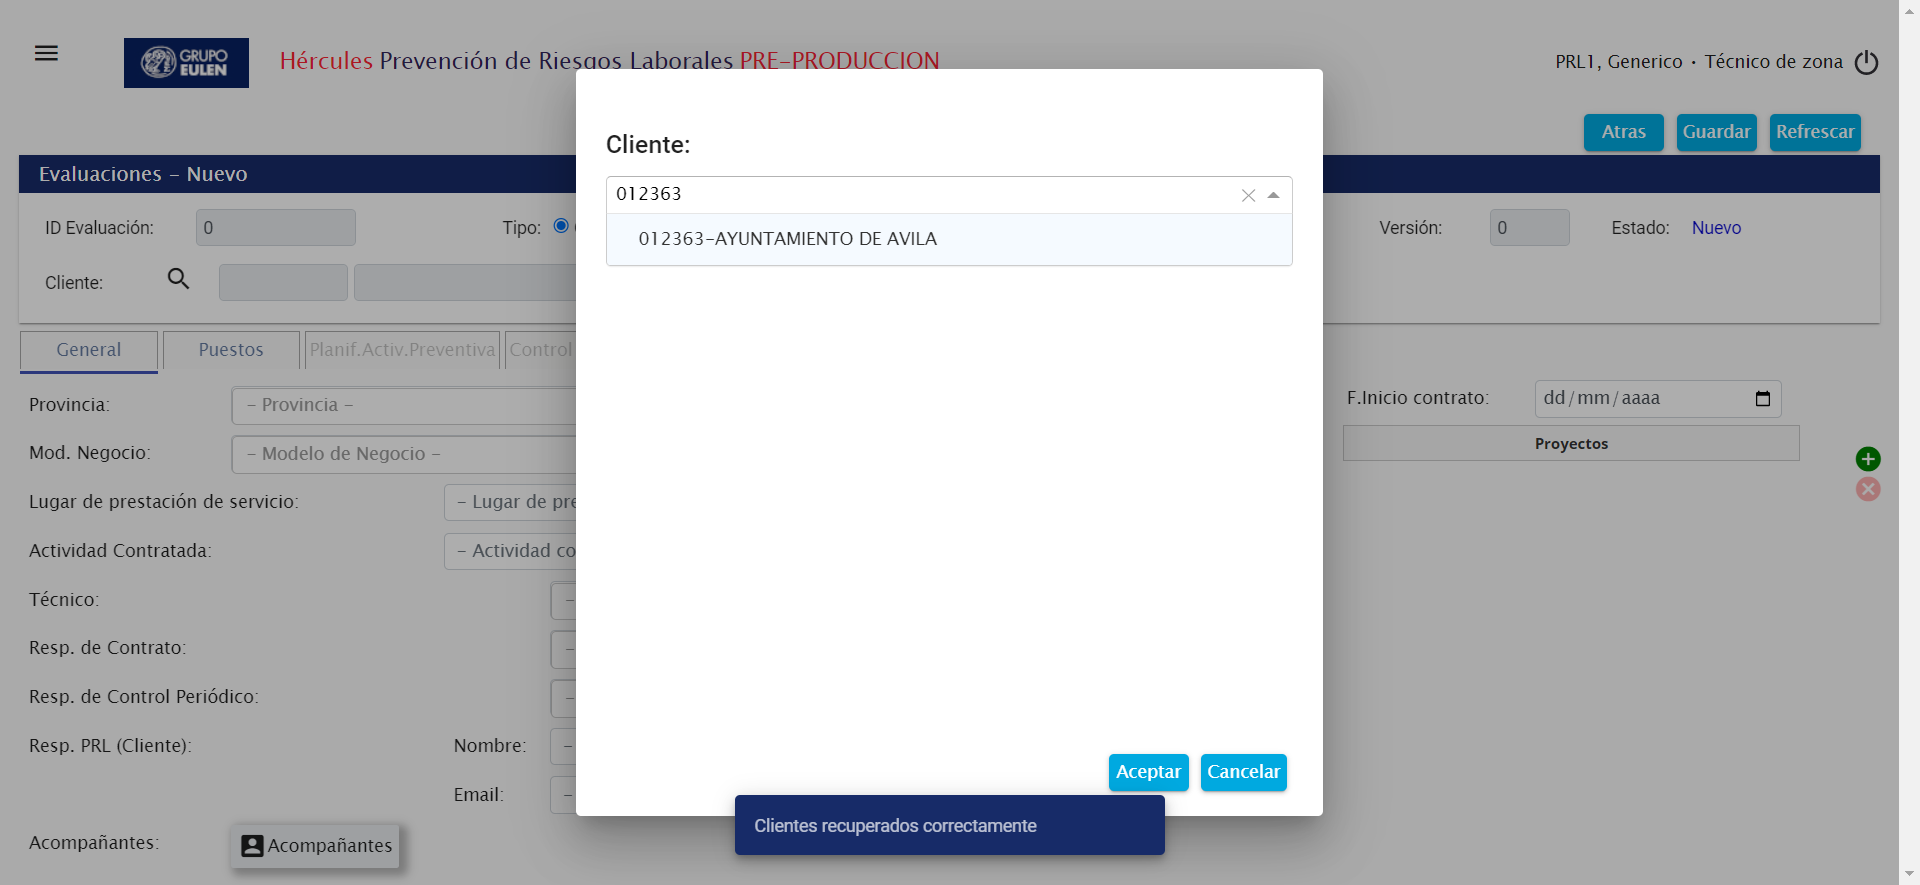 GRUPO
EULEN
Hércules Prevención de Riesgos Laborales PRE-PRODUCCION
PRL1, Generico • Técnico de zona
Atras
Guardar
Refrescar
Evaluaciones - Nuevo
ID Evaluación:
0
Tipo:
Versión:
0
Estado:
Nuevo
Cliente:
General
Puestos
Planif.Activ.Preventiva
Control
Provincia:
- Provincia -
Mod. Negocio:
- Modelo de Negocio -
Lugar de prestación de servicio:
- Lugar de pre
Actividad Contratada:
- Actividad co
Técnico:
-
Resp. de Contrato:
-
Resp. de Control Periódico:
-
Resp. PRL (Cliente):
Nombre:
-
Email:
-
Acompañantes:
Acompañantes
F.Inicio contrato:
dd/mm/aaaa
Proyectos
Cliente:
012363
012363-AYUNTAMIENTO DE AVILA
Aceptar
Cancelar
Clientes recuperados correctamente